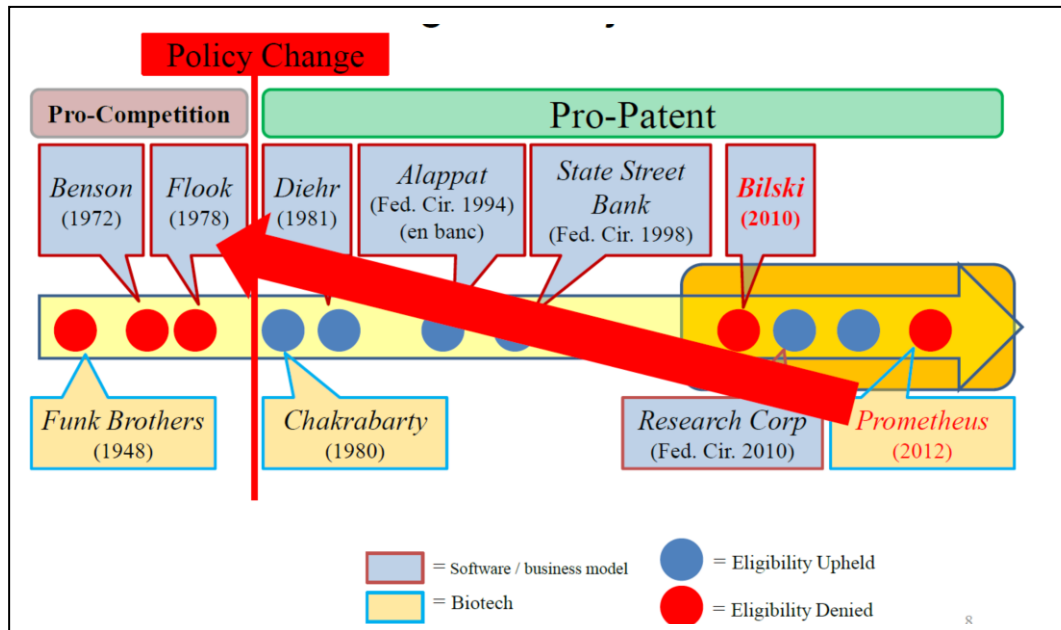 Policy Change
Pro-Competition
Pro-Patent
Benson
(1972)
Flook
(1978)
Diehr
(1981)
Alappat
(Fed. Cir. 1994)
(en banc)
State Street
Bank
(Fed. Cir. 1998)
Bilski
(2010)
Funk Brothers
(1948)
Chakrabarty
(1980)
Research Corp
(Fed. Cir. 2010)
Prometheus
(2012)
= Software / business model
= Biotech
= Eligibility Upheld
= Eligibility Denied
8